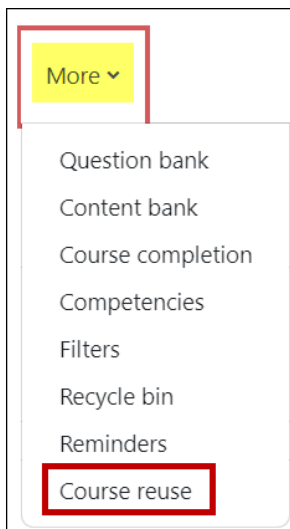 More
Question bank
Content bank
Course completion
Competencies
Filters
Recycle bin
Reminders
Course reuse